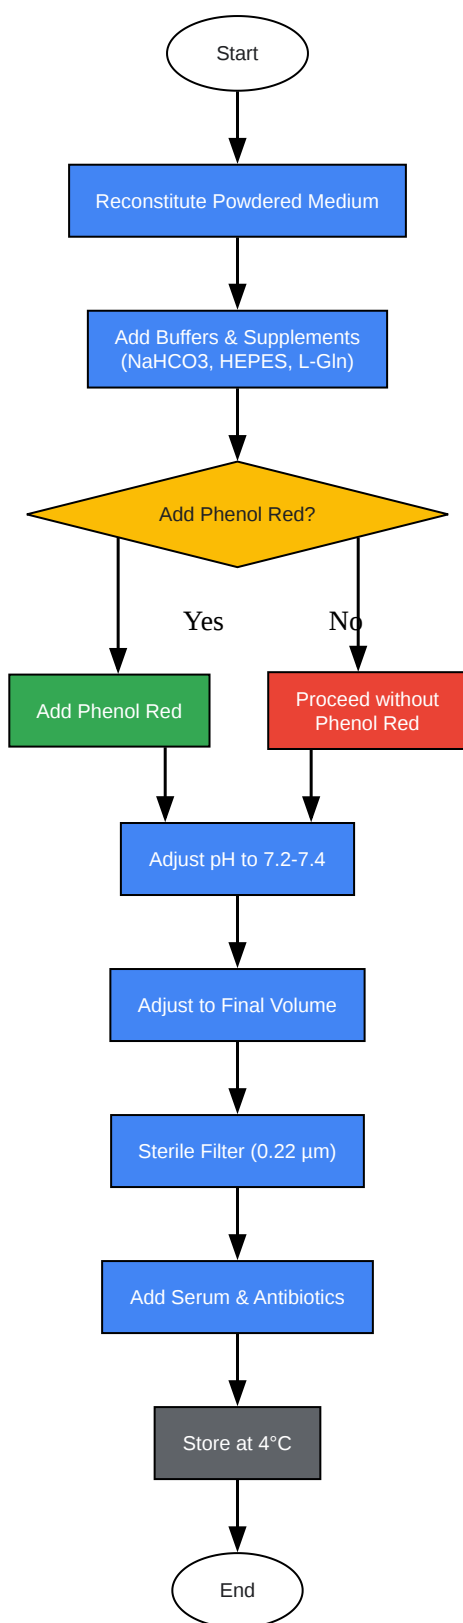 Start
Reconstitute Powdered Medium
Add Buffers & Supplements
(NaHCO3, HEPES, L-Gln)
Add Phenol Red?
Yes
No
Add Phenol Red
Proceed without
Phenol Red
Adjust pH to 7.2-7.4
Adjust to Final Volume
Sterile Filter (0.22 µm)
Add Serum & Antibiotics
Store at 4°C
End